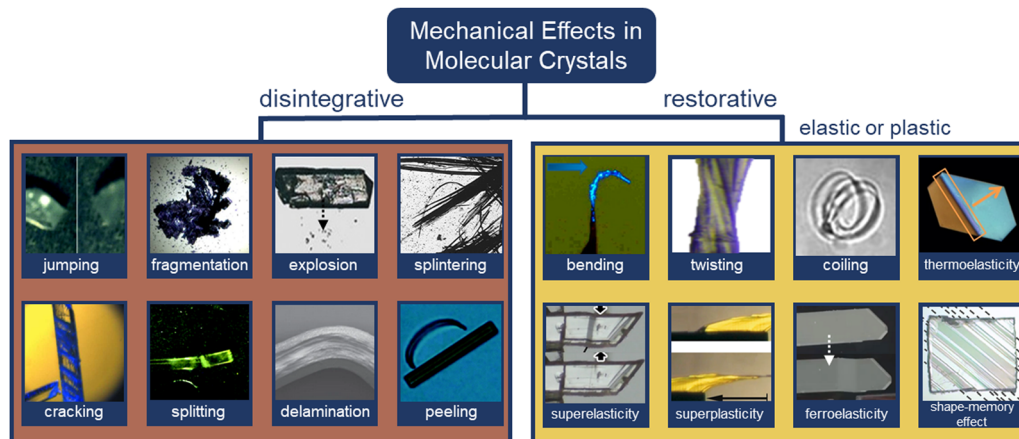 Mechanical Effects in
Molecular Crystals
disintegrative
restorative
elastic or plastic
jumping
fragmentation
explosion
splintering
bending
twisting
coiling
thermoelasticity
cracking
splitting
delamination
peeling
superelasticity
superplasticity
ferroelasticity
shape-memory
effect